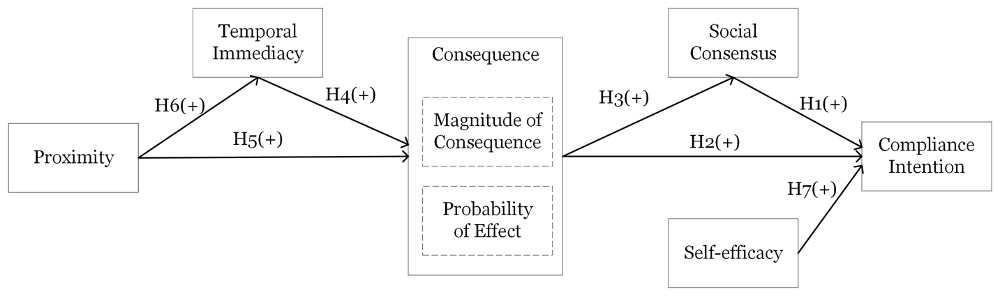 Temporal
Immediacy
Social
Consensus
Consequence
H6(+)
H4(+)
H3(+)
H1(+)
Magnitude of
Consequence
Proximity
H5(+)
H2(+)
Compliance
Intention
H7(+)
Probability
of Effect
Self-efficacy